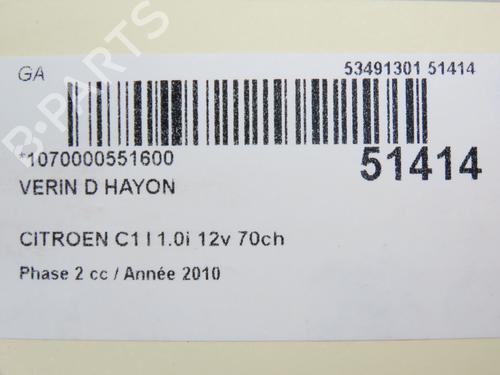 GA
53491301 51414
*1070000551600
51414
VERIN D HAYON
CITROEN C1 I 1.0i 12v 70ch
Phase 2 cc / Année 2010
B-PARTS